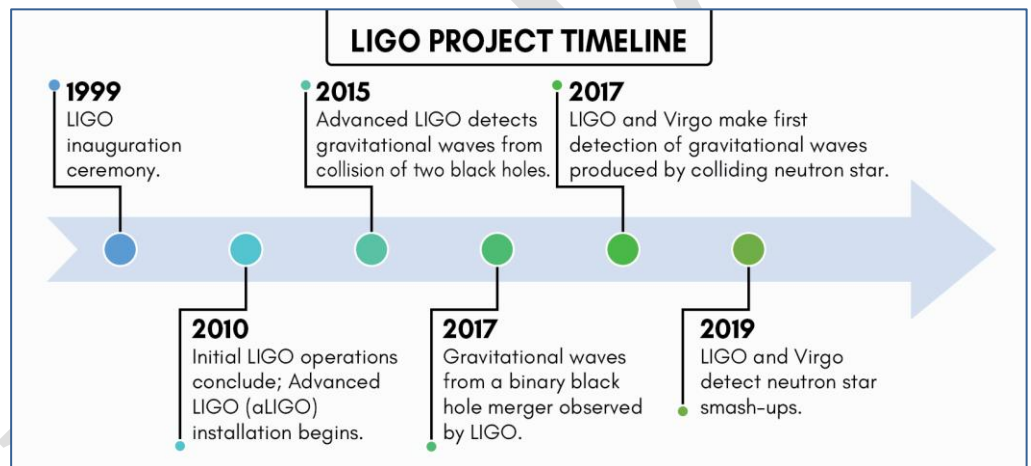 LIGO PROJECT TIMELINE
1999
LIGO
inauguration
ceremony.
2010
Initial LIGO operations
conclude; Advanced
LIGO (aLIGO)
installation begins.
2015
Advanced LIGO detects
gravitational waves from
collision of two black holes.
2017
Gravitational waves
from a binary black
hole merger observed
by LIGO.
2017
LIGO and Virgo make first
detection of gravitational waves
produced by colliding neutron star.
2019
LIGO and Virgo
detect neutron star
smash-ups.